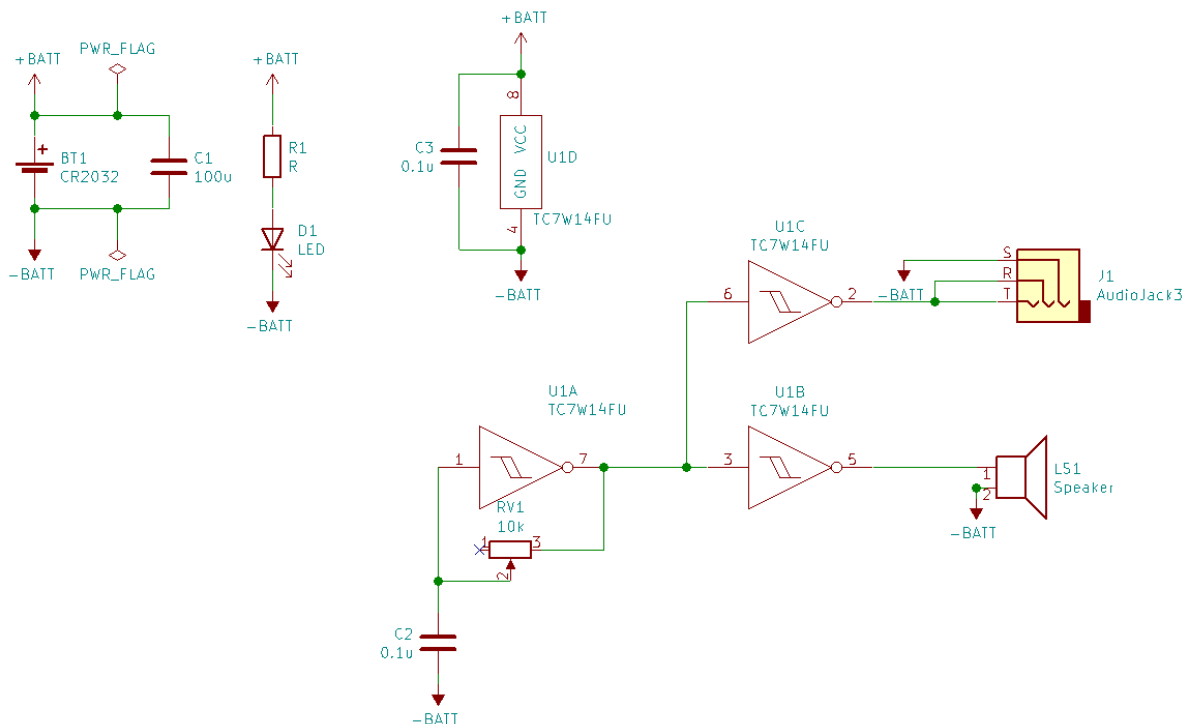 +BATT
PWR_FLAG
BT1
CR2032
C1
100u
-BATT
PWR_FLAG
+BATT
R1
R
D1
LED
-BATT
+BATT
8
C3
0.1u
GND VCC
U1D
4
TC7W14FU
-BATT
U1C
TC7W14FU
6
2
-BATT
S
R
T
J1
AudioJack3
U1A
TC7W14FU
1
7
RV1
10k
1
3
2
C2
0.1u
-BATT
U1B
TC7W14FU
3
5
1
2
LS1
Speaker
-BATT